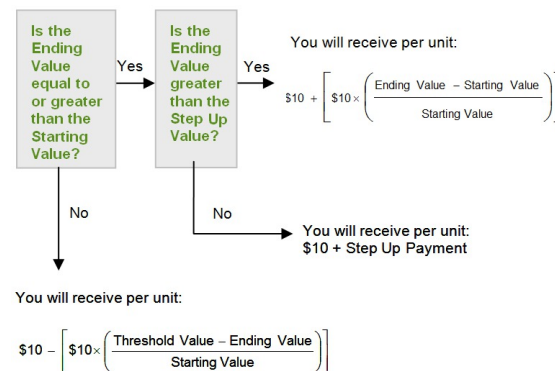 Is the
Ending
Value
equal to
or greater
than the
Starting
Value?
Yes
Is the
Ending
Value
greater
than the
Step Up
Value?
Yes
You will receive per unit:
$10 + [ $10× ( Ending Value – Starting Value / Starting Value ) ]
No
No
You will receive per unit:
$10 + Step Up Payment
You will receive per unit:
$10 – [ $10× ( Threshold Value – Ending Value / Starting Value ) ]